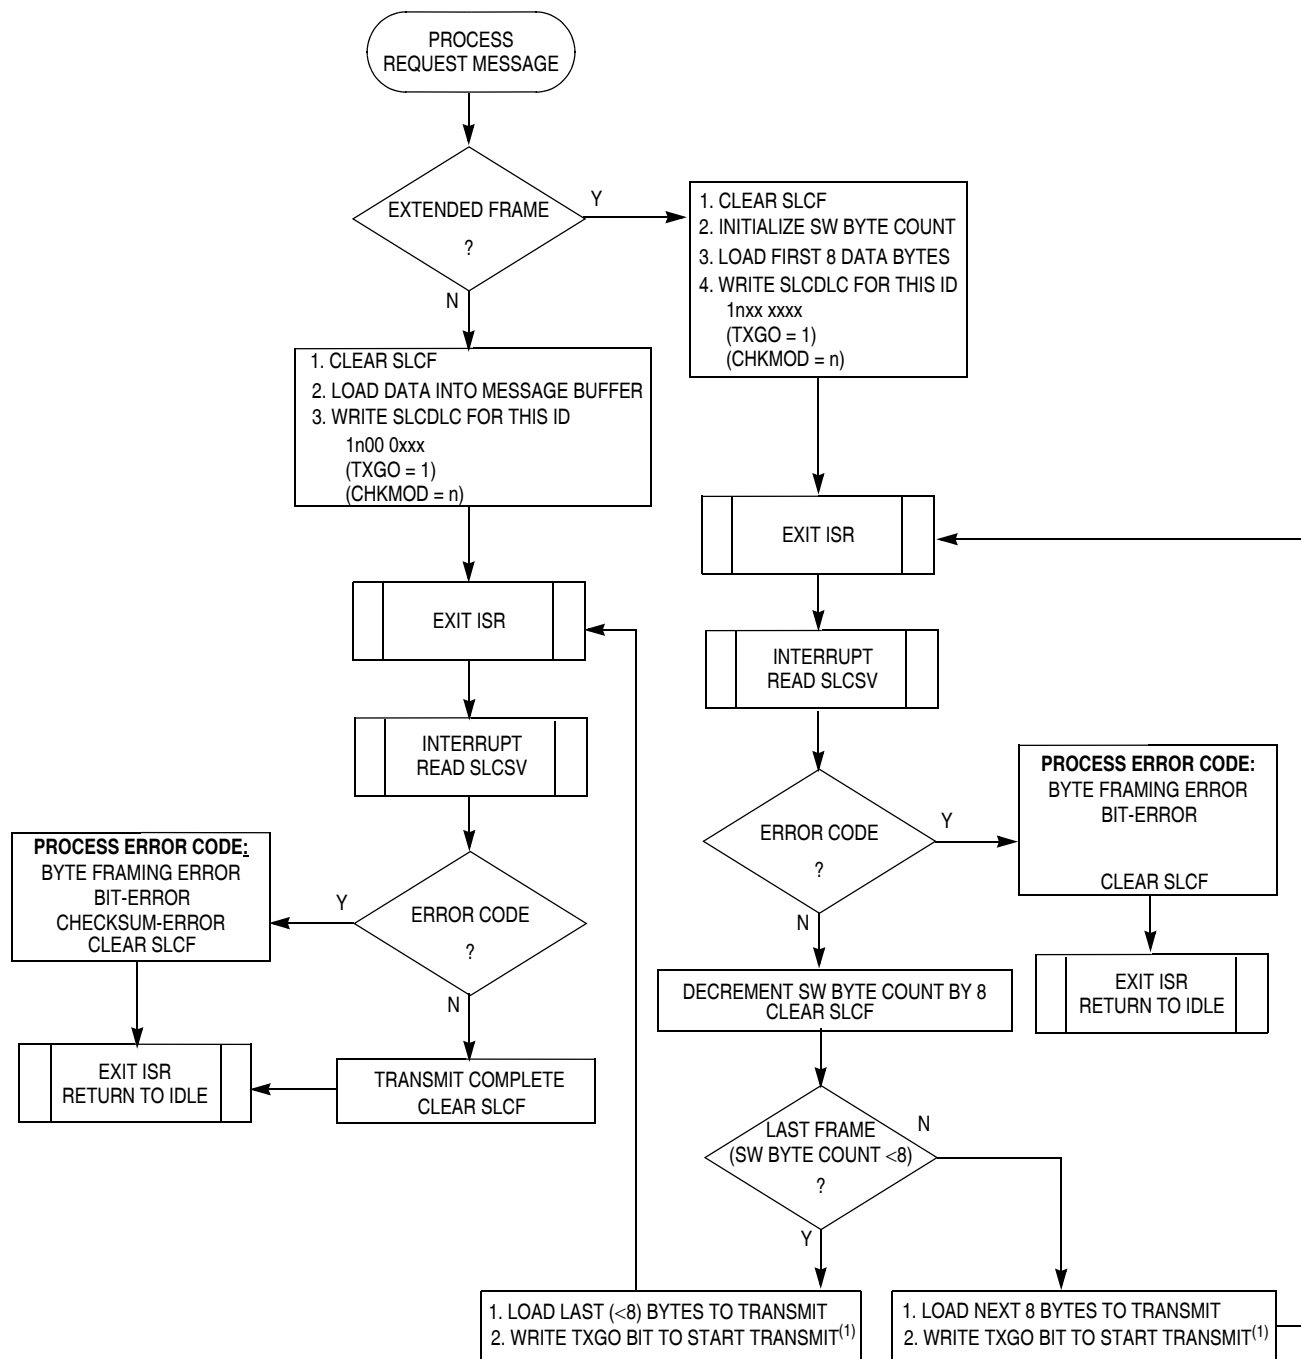 PROCESS
REQUEST MESSAGE
EXTENDED FRAME
?
Y
N
1. CLEAR SLCF
2. INITIALIZE SW BYTE COUNT
3. LOAD FIRST 8 DATA BYTES
4. WRITE SLCDLC FOR THIS ID
1nxx xxxx
(TXGO = 1)
(CHKMOD = n)
1. CLEAR SLCF
2. LOAD DATA INTO MESSAGE BUFFER
3. WRITE SLCDLC FOR THIS ID
1n00 0xxx
(TXGO = 1)
(CHKMOD = n)
EXIT ISR
INTERRUPT
READ SLCSV
ERROR CODE
?
Y
N
PROCESS ERROR CODE:
BYTE FRAMING ERROR
BIT-ERROR
CHECKSUM-ERROR
CLEAR SLCF
EXIT ISR
RETURN TO IDLE
TRANSMIT COMPLETE
CLEAR SLCF
EXIT ISR
INTERRUPT
READ SLCSV
ERROR CODE
?
Y
N
PROCESS ERROR CODE:
BYTE FRAMING ERROR
BIT-ERROR
CLEAR SLCF
EXIT ISR
RETURN TO IDLE
DECREMENT SW BYTE COUNT BY 8
CLEAR SLCF
LAST FRAME
(SW BYTE COUNT <8)
?
N
Y
1. LOAD LAST (<8) BYTES TO TRANSMIT
2. WRITE TXGO BIT TO START TRANSMIT(1)
1. LOAD NEXT 8 BYTES TO TRANSMIT
2. WRITE TXGO BIT TO START TRANSMIT(1)